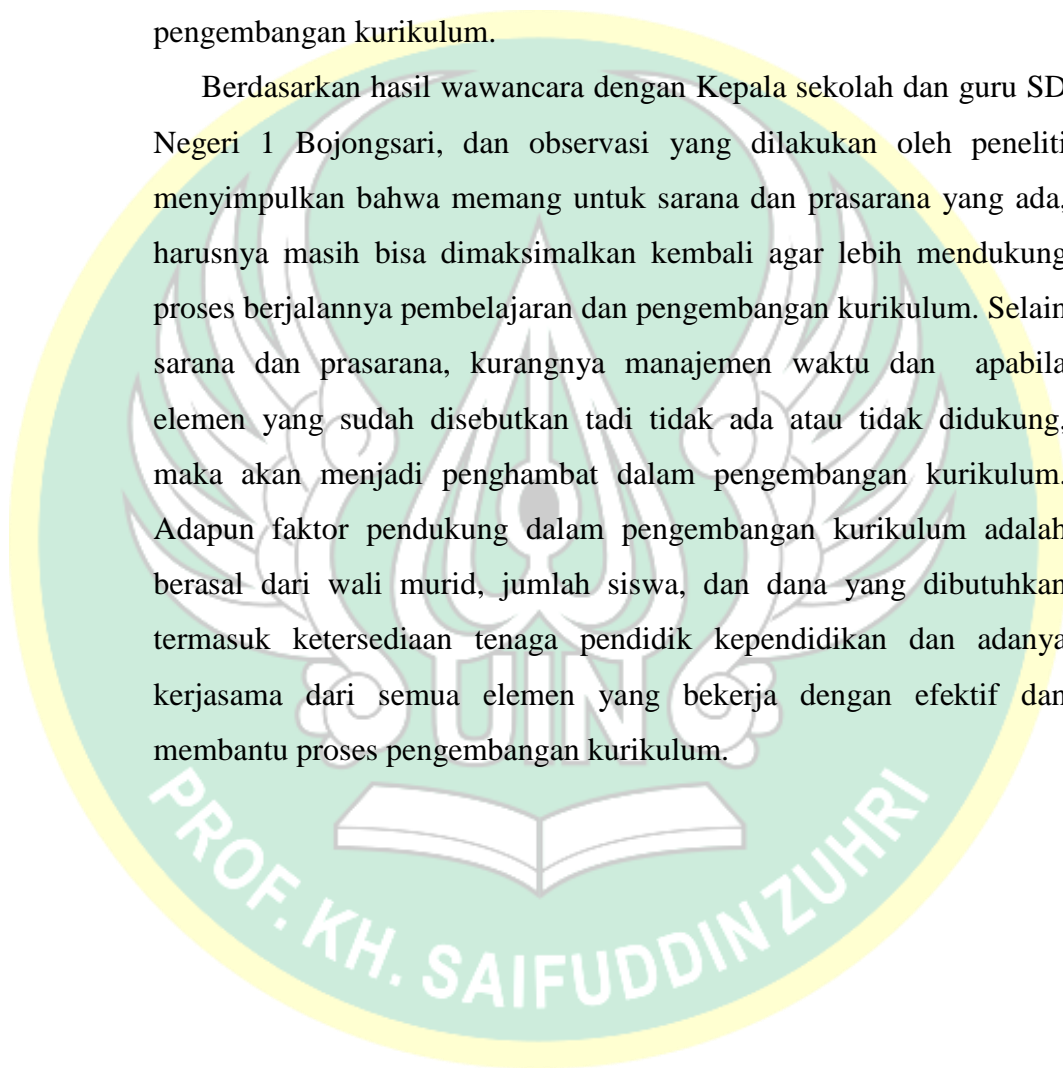 pengembangan kurikulum.
Berdasarkan hasil wawancara dengan Kepala sekolah dan guru SD
Negeri 1 Bojongsari, dan observasi yang dilakukan oleh peneliti
menyimpulkan bahwa memang untuk sarana dan prasarana yang ada,
harusnya masih bisa dimaksimalkan kembali agar lebih mendukung
proses berjalannya pembelajaran dan pengembangan kurikulum. Selain
sarana dan prasarana, kurangnya manajemen waktu dan apabila
elemen yang sudah disebutkan tadi tidak ada atau tidak didukung,
maka akan menjadi penghambat dalam pengembangan kurikulum.
Adapun faktor pendukung dalam pengembangan kurikulum adalah
berasal dari wali murid, jumlah siswa, dan dana yang dibutuhkan
termasuk ketersediaan tenaga pendidik kependidikan dan adanya
kerjasama dari semua elemen yang bekerja dengan efektif dan
membantu proses pengembangan kurikulum.
UIN
PROF. KH. SAIFUDDIN ZUHRI